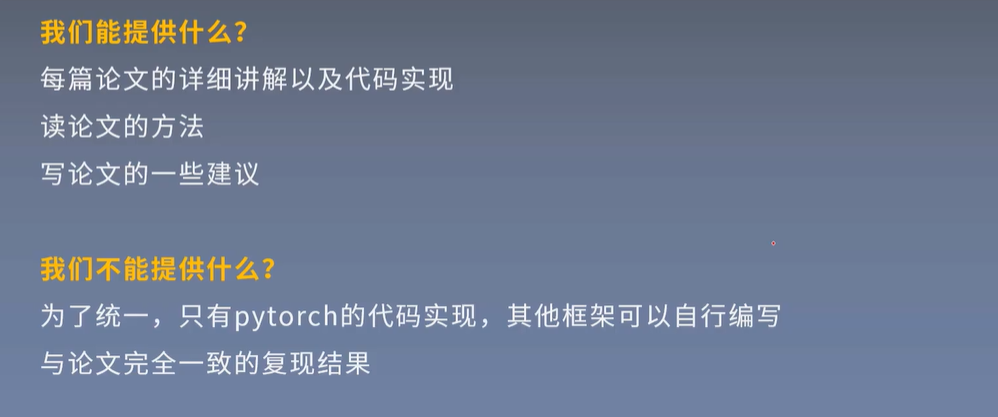 我们能提供什么？
每篇论文的详细讲解以及代码实现
读论文的方法
写论文的一些建议
我们不能提供什么？
为了统一，只有pytorch的代码实现，其他框架可以自行编写
与论文完全一致的复现结果